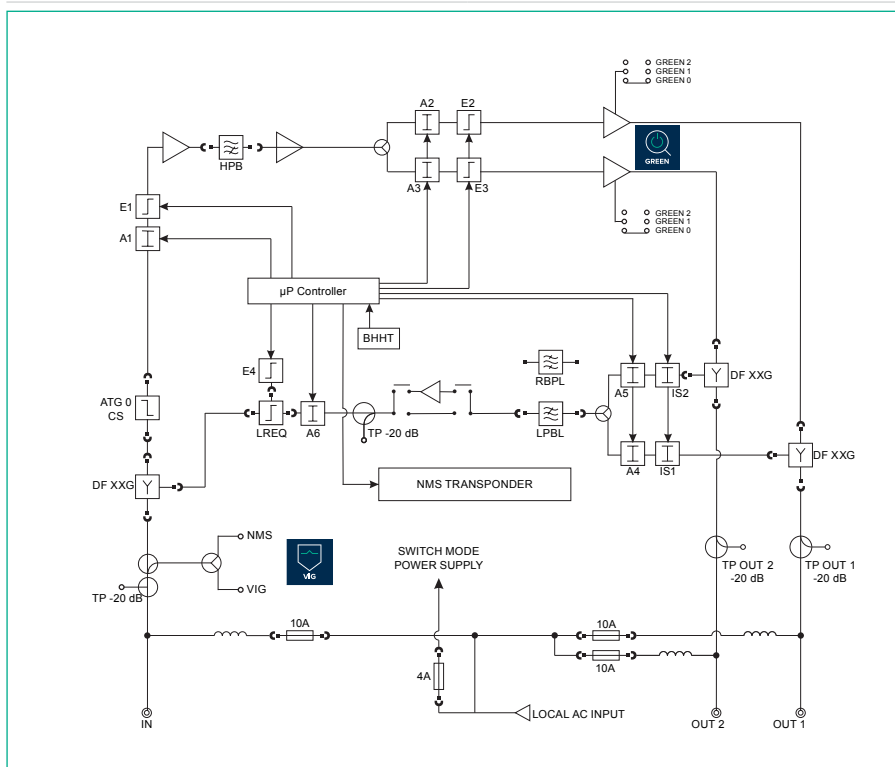 GREEN 2
GREEN 1
GREEN 0
A2
E2
HPB
GREEN
A3
E3
E1
GREEN 2
GREEN 1
GREEN 0
A1
µP Controller
BHHT
E4
RBPL
A5
IS2
DF XXG
ATG 0
CS
LREQ
A6
TP -20 dB
LPBL
DF XXG
A4
IS1
DF XXG
NMS TRANSPONDER
NMS
VIG
SWITCH MODE
POWER SUPPLY
TP OUT 2
-20 dB
TP OUT 1
-20 dB
VIG
TP -20 dB
10A
10A
10A
4A
LOCAL AC INPUT
IN
OUT 2
OUT 1